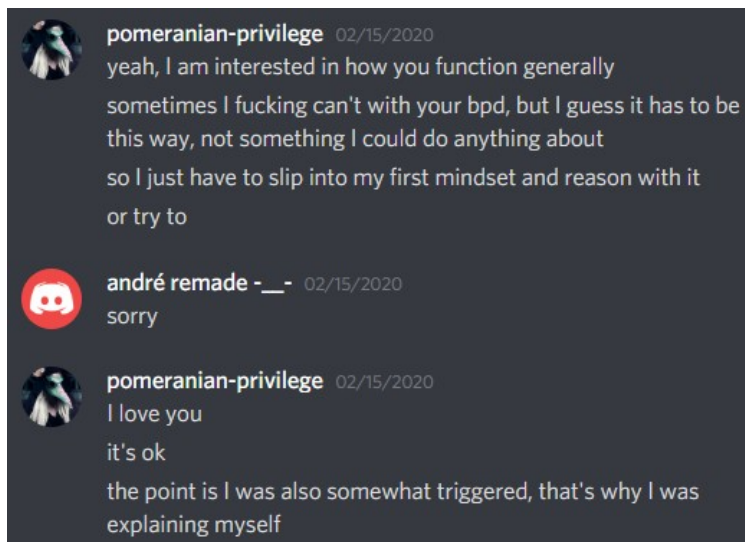 pomeranian-privilege 02/15/2020
yeah, I am interested in how you function generally
sometimes I fucking can't with your bpd, but I guess it has to be
this way, not something I could do anything about
so I just have to slip into my first mindset and reason with it
or try to
andré remade -__- 02/15/2020
sorry
pomeranian-privilege 02/15/2020
I love you
it's ok
the point is I was also somewhat triggered, that's why I was
explaining myself